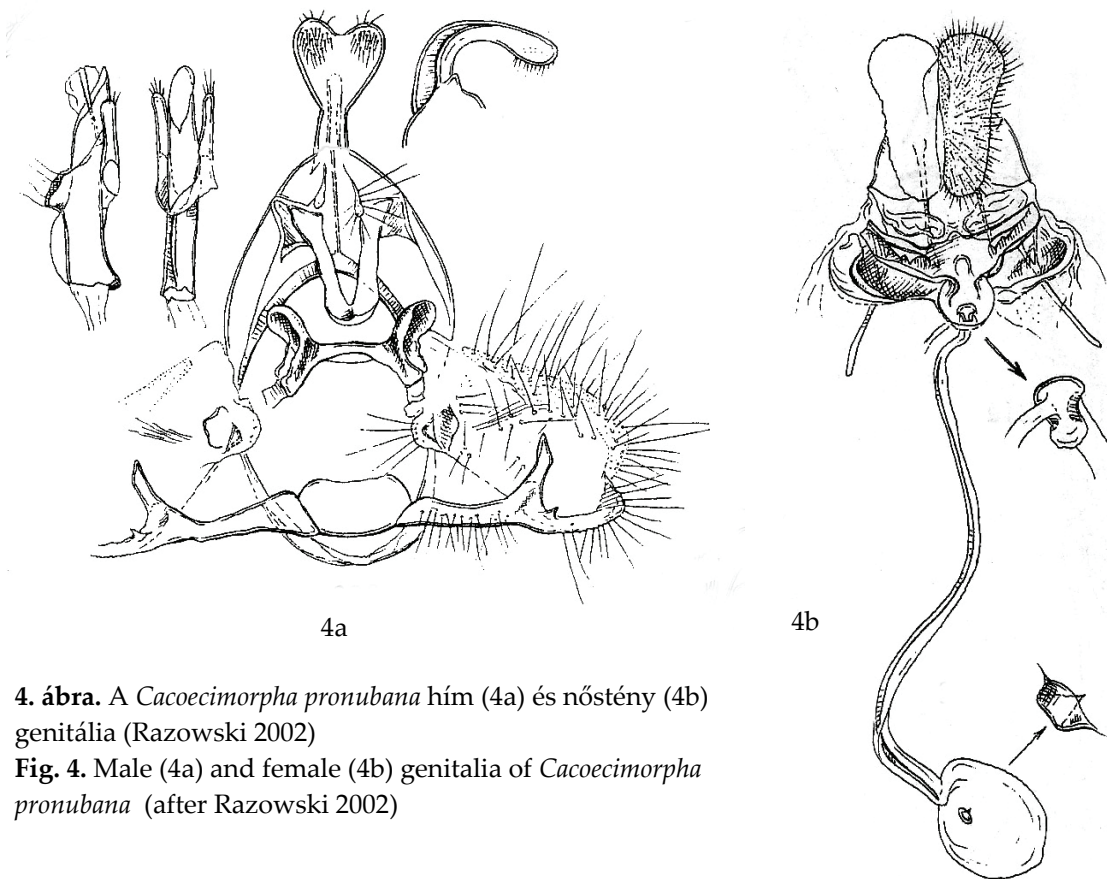 4a
4b
4. ábra. A Cacoecimorpha pronubana hím (4a) és nőstény (4b)
genitália (Razowski 2002)
Fig. 4. Male (4a) and female (4b) genitalia of Cacoecimorpha
pronubana (after Razowski 2002)